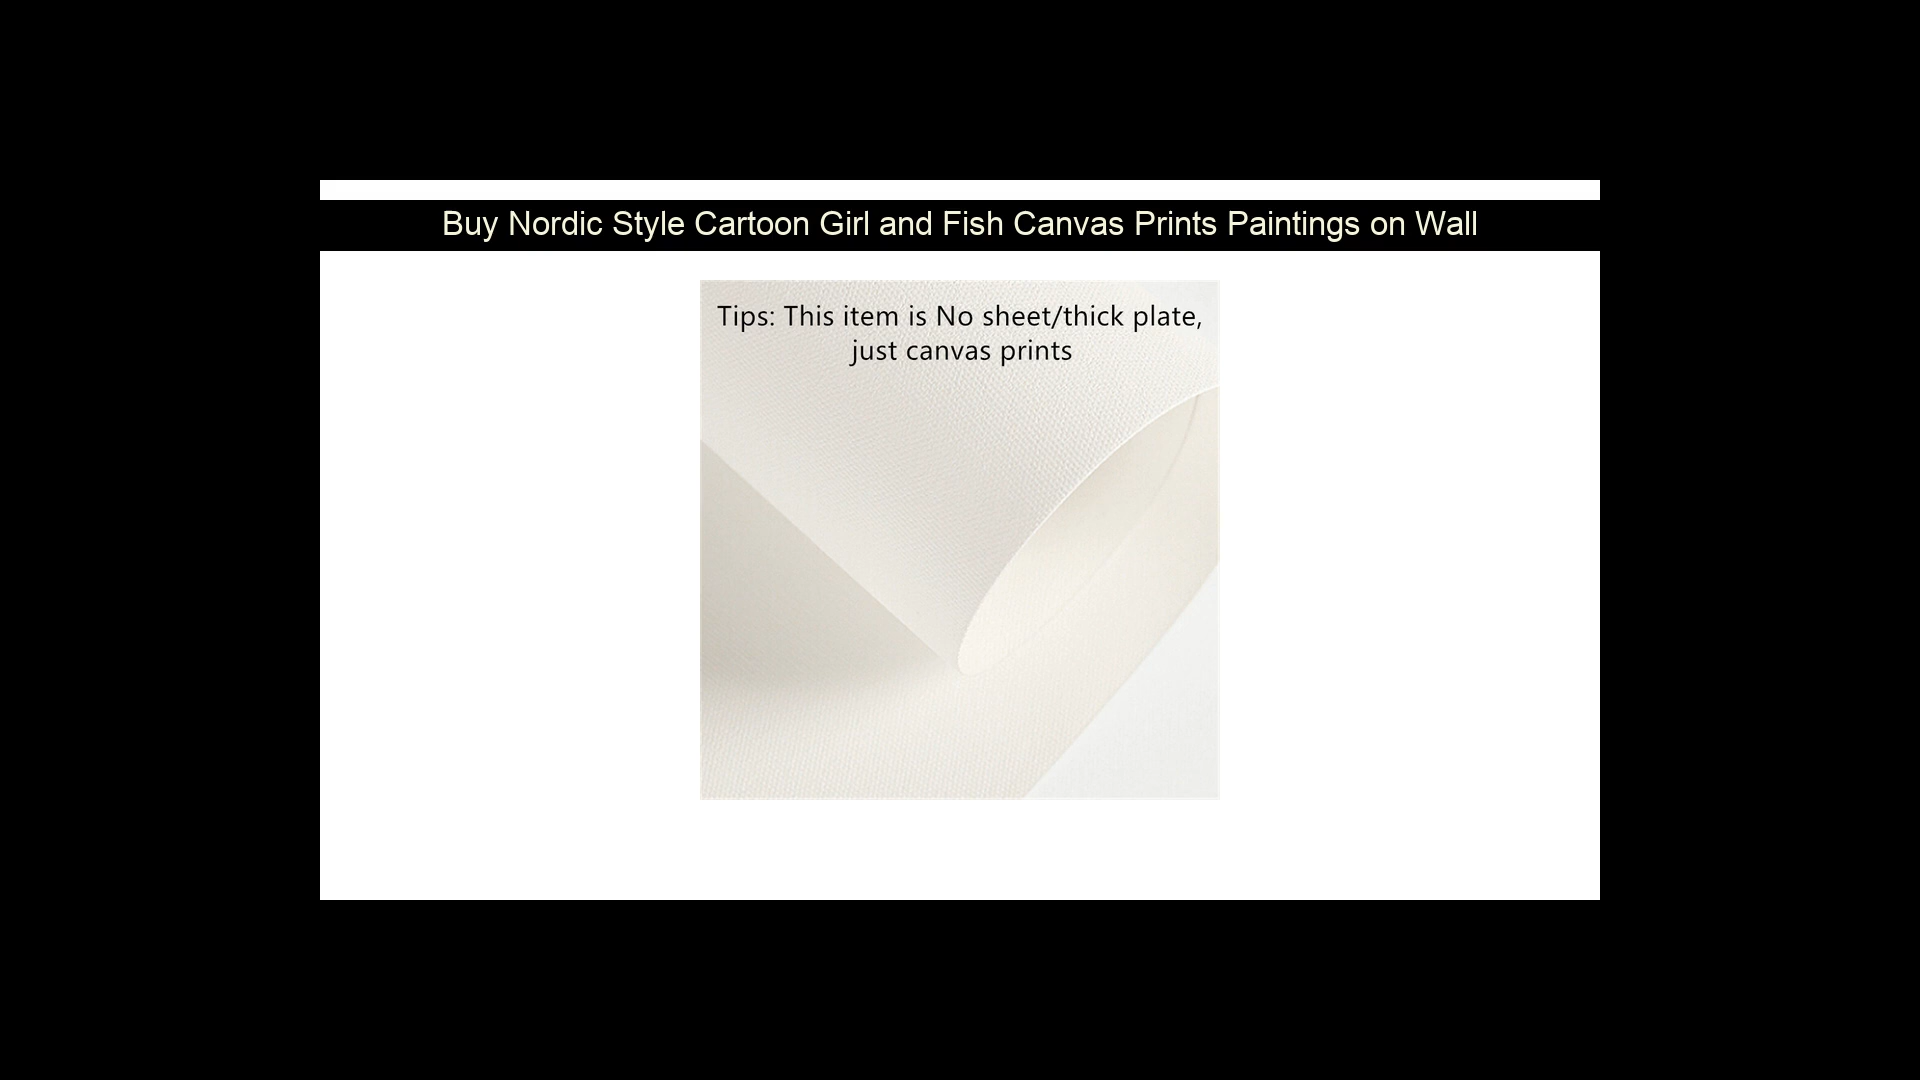 Buy Nordic Style Cartoon Girl and Fish Canvas Prints Paintings on Wall
Tips: This item is No sheet/thick plate,
just canvas prints